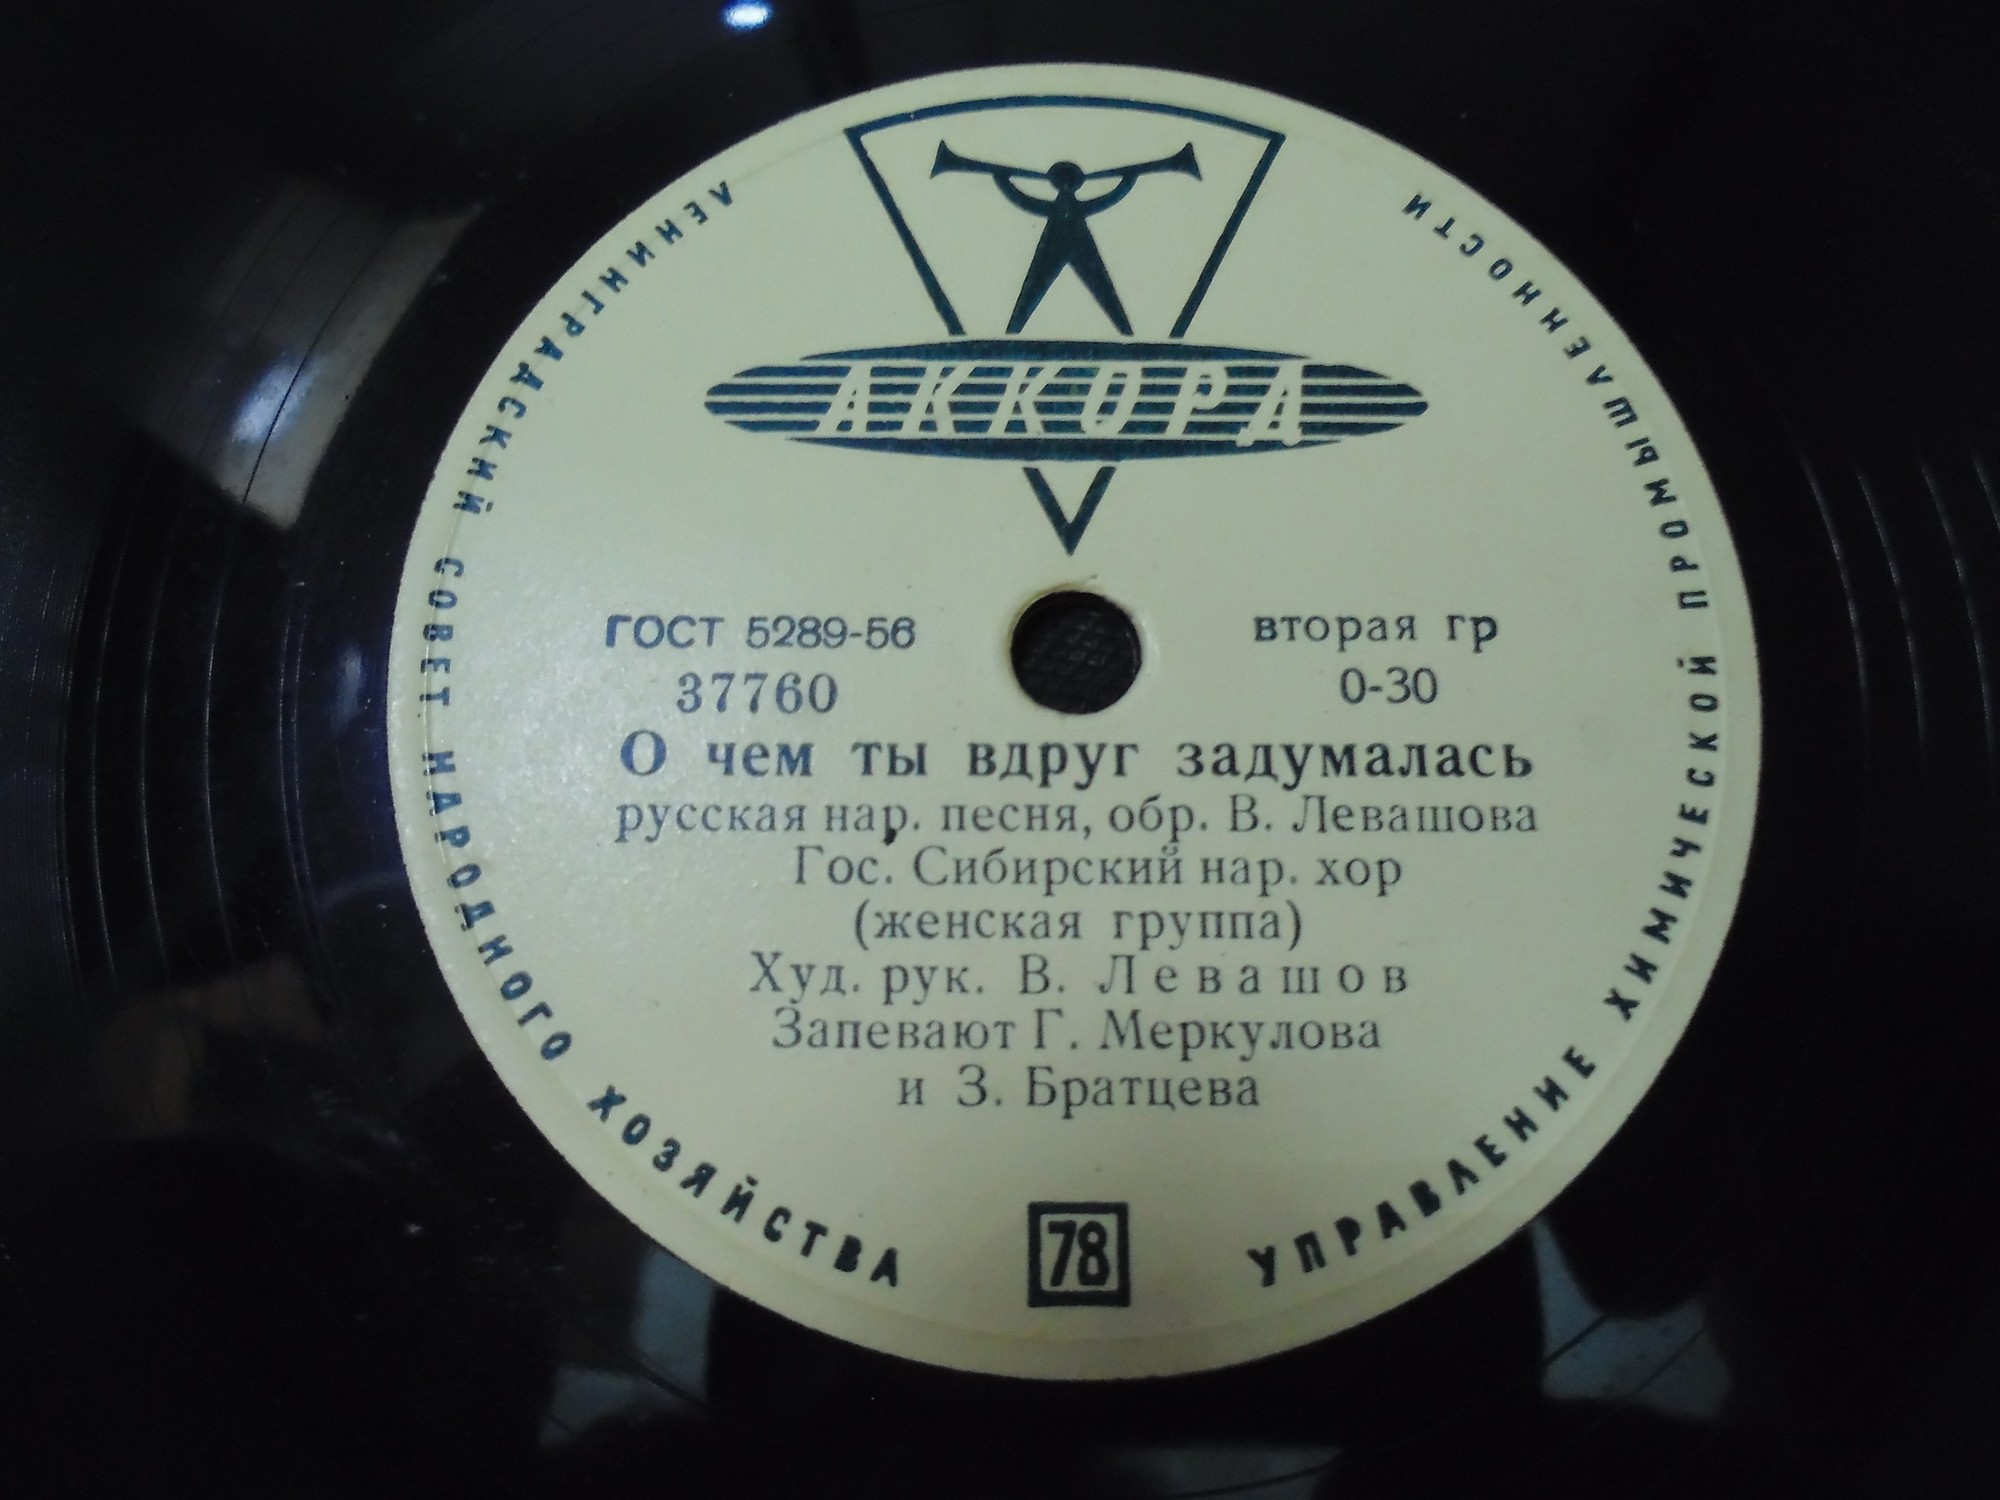 АККОРД
ЛЕНИНГРАДСКИЙ СОВЕТ НАРОДНОГО ХОЗЯЙСТВА
УПРАВЛЕНИЕ ХИМИЧЕСКОЙ ПРОМЫШЛЕННОСТИ
ГОСТ 5289-56
вторая гр
37760
0-30
О чем ты вдруг задумалась
русская нар. песня, обр. В. Левашова
Гос. Сибирский нар. хор
(женская группа)
Худ. рук. В. Левашов
Запевают Г. Меркулова
и З. Братцева
78